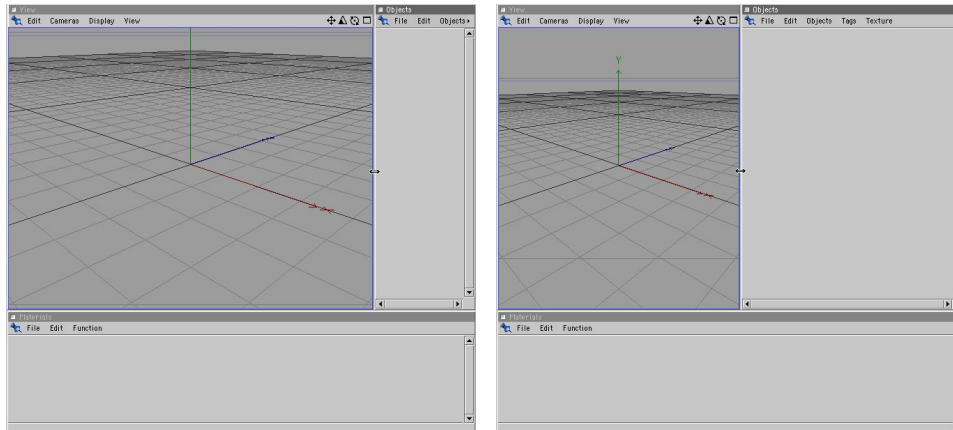 View
Edit Cameras Display View
Objects
File Edit Objects
Materials
File Edit Function
View
Edit Cameras Display View
Y
Objects
File Edit Objects Tags Texture
Materials
File Edit Function